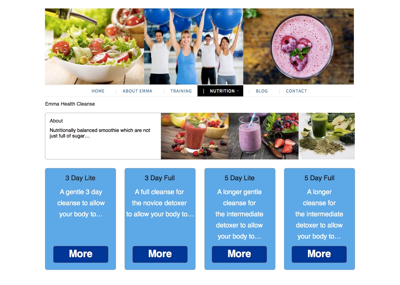 HOME ABOUT EMMA TRAINING NUTRITION BLOG CONTACT
Emma Health Cleanse
About
Nutritionally balanced smoothie which are not
just full of sugar…
3 Day Lite
A gentle 3 day
cleanse to allow
your body to…
More
3 Day Full
A full cleanse for
the novice detoxer
to allow your body to…
More
5 Day Lite
A longer gentle
cleanse for
the intermediate
detoxer to allow
your body to…
More
5 Day Full
A longer
cleanse for
the intermediate
detoxer to allow
your body to…
More